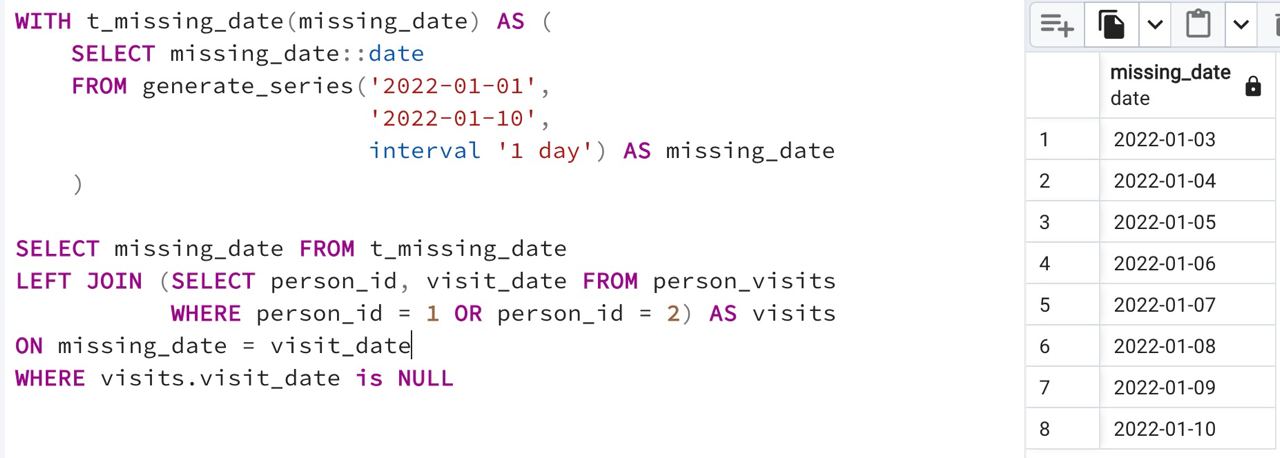 WITH t_missing_date(missing_date) AS (
    SELECT missing_date::date
    FROM generate_series('2022-01-01',
                         '2022-01-10',
                         interval '1 day') AS missing_date
    )
SELECT missing_date FROM t_missing_date
LEFT JOIN (SELECT person_id, visit_date FROM person_visits
           WHERE person_id = 1 OR person_id = 2) AS visits
ON missing_date = visit_date
WHERE visits.visit_date is NULL
missing_date
date
1 2022-01-03
2 2022-01-04
3 2022-01-05
4 2022-01-06
5 2022-01-07
6 2022-01-08
7 2022-01-09
8 2022-01-10